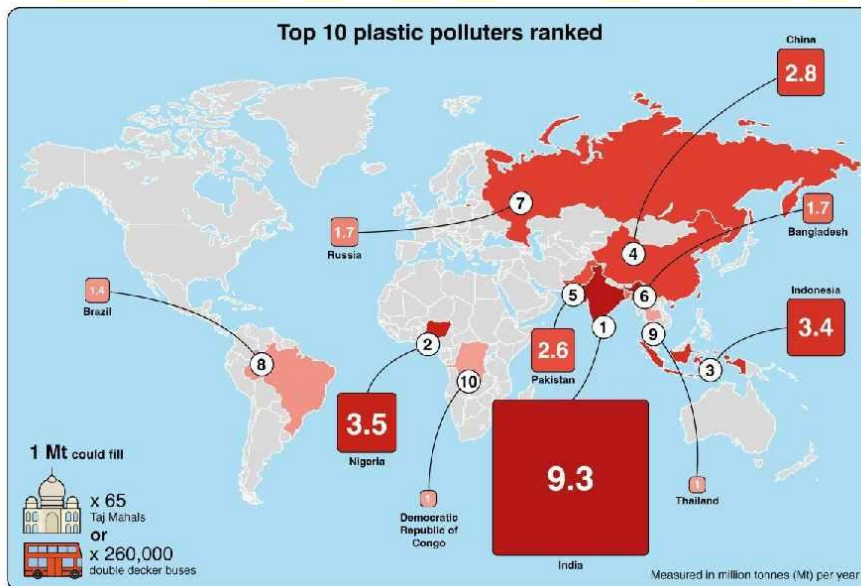 Top 10 plastic polluters ranked
China
2.8
1.7
Bangladesh
7
1.7
Russia
4
1.4
Brazil
5
6
Indonesia
3.4
8
2
1
9
3
2.6
Pakistan
10
3.5
Nigeria
9.3
India
1
Democratic
Republic of
Congo
1
Thailand
1 Mt could fill
x 65
Taj Mahals
or
x 260,000
double decker buses
Measured in million tonnes (Mt) per year